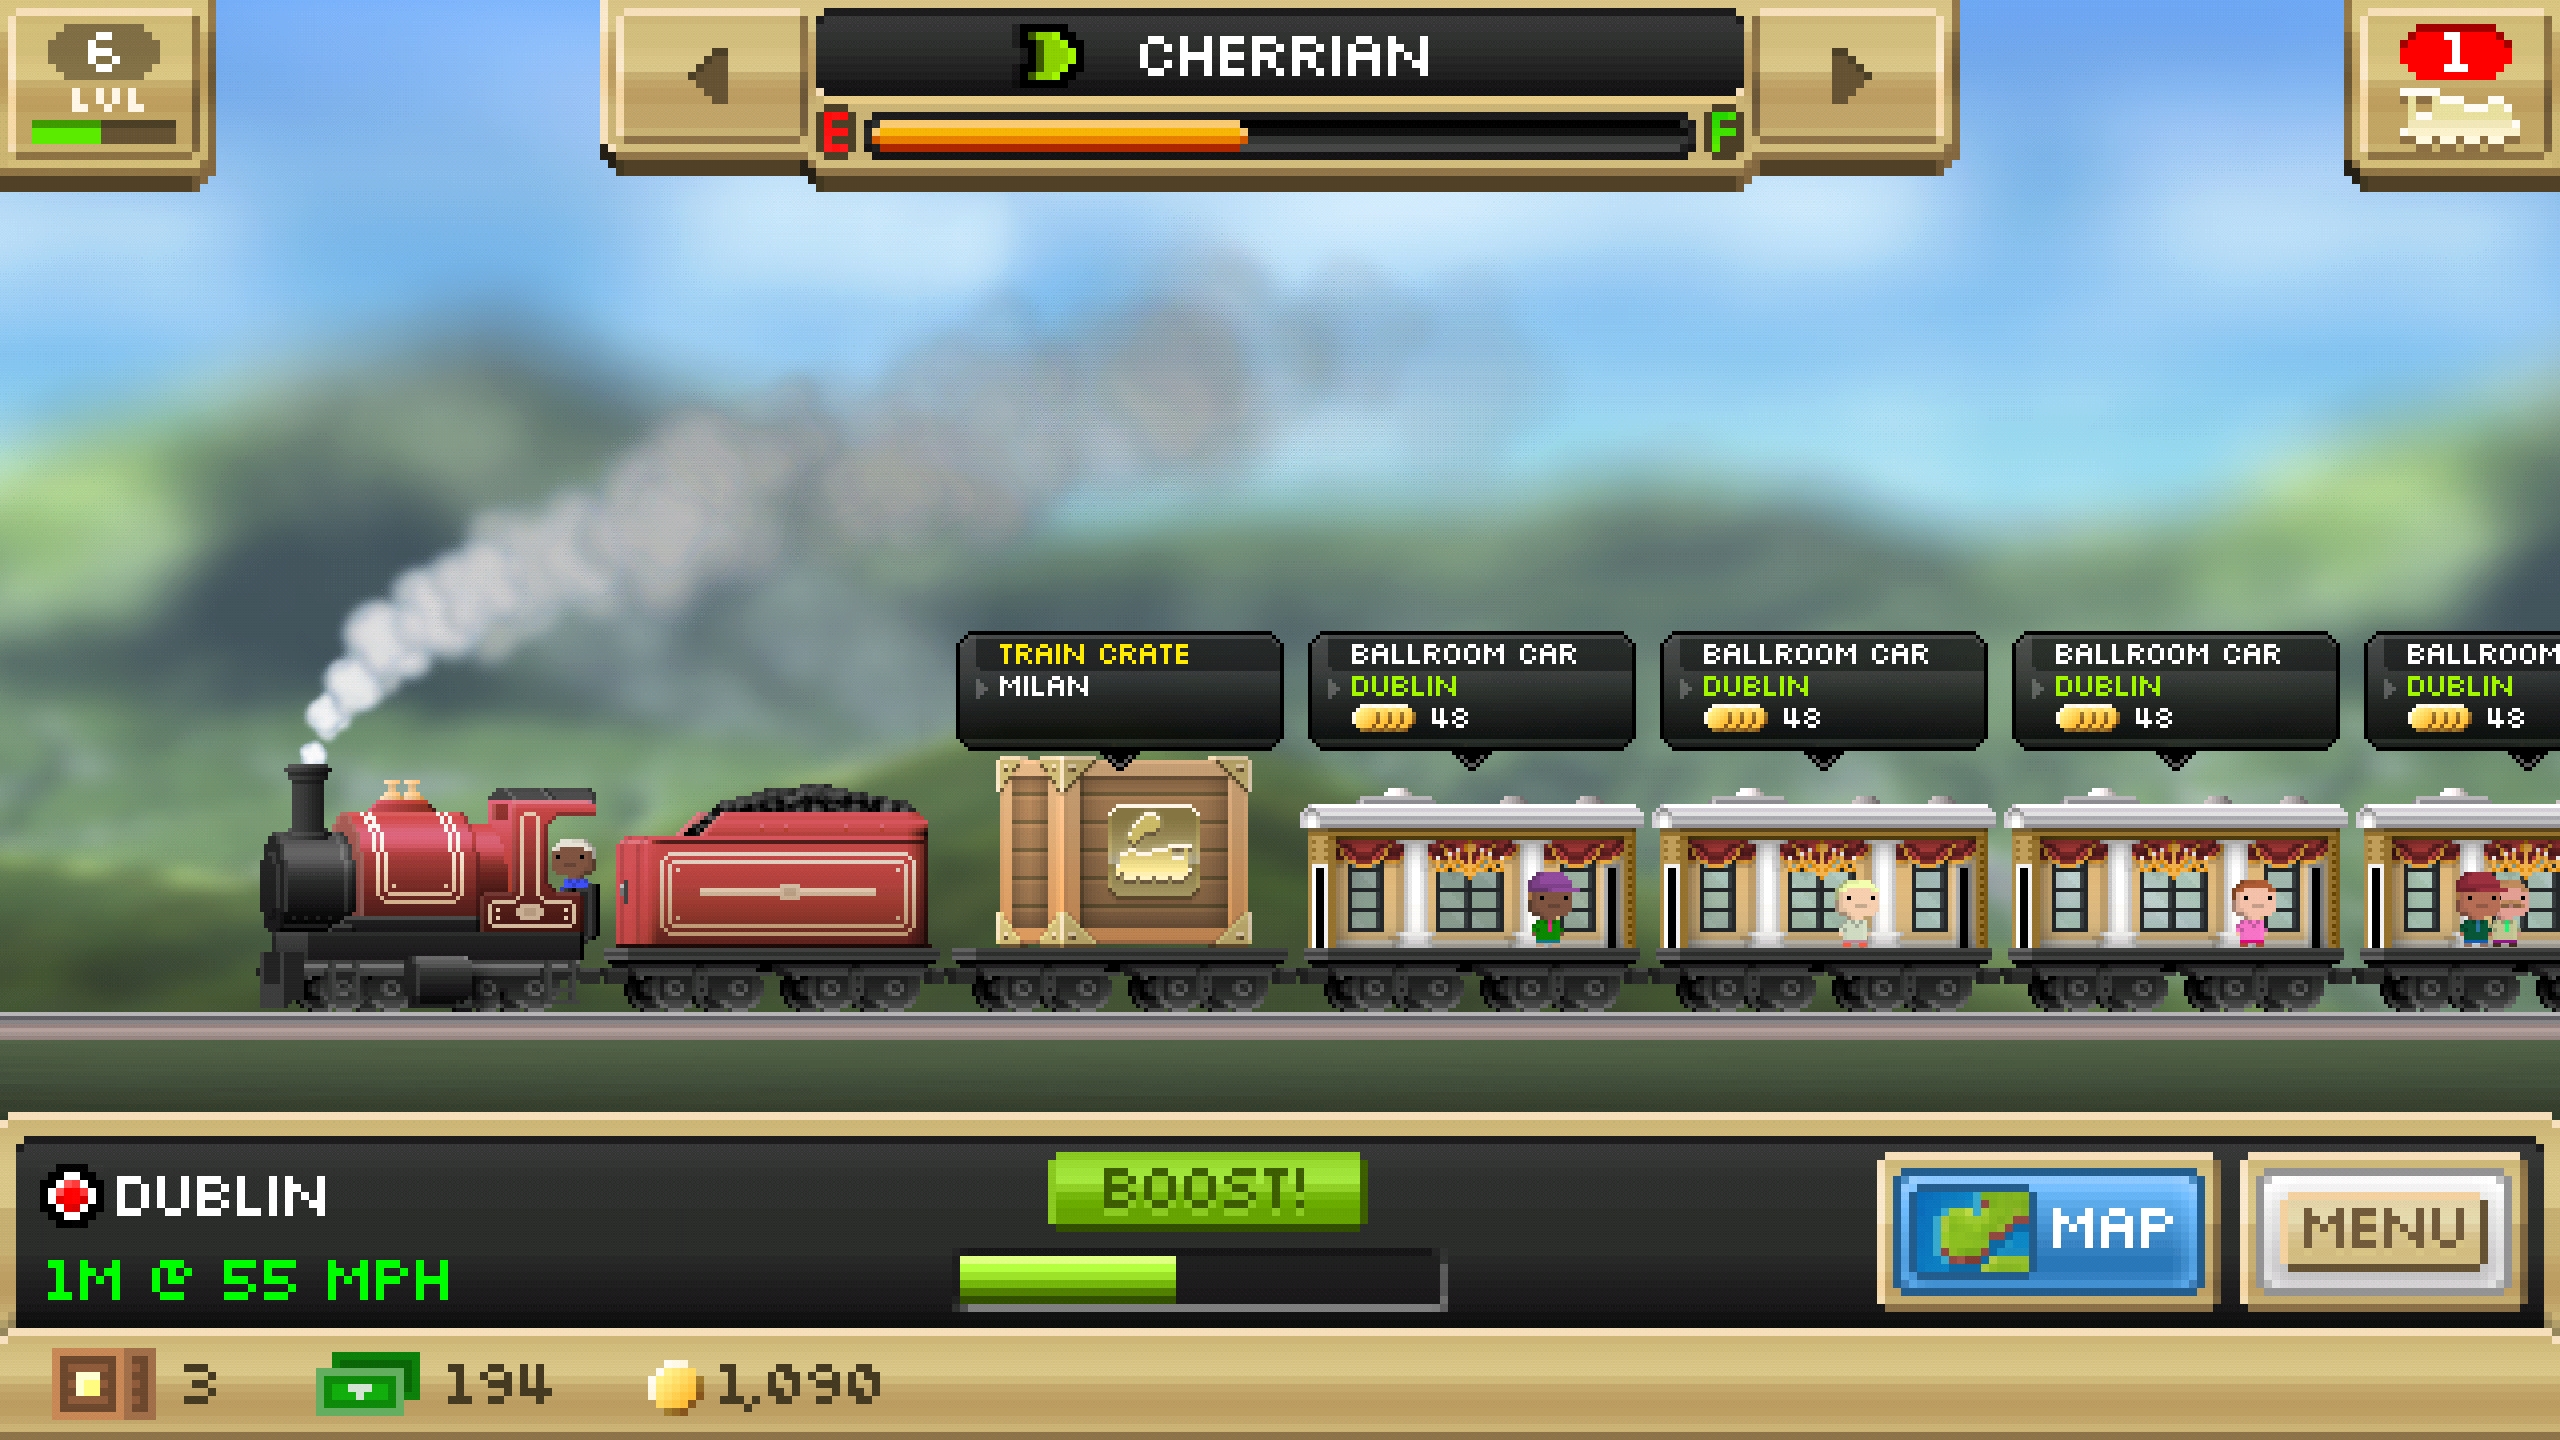 6
LVL
CHERRIAN
E
F
1
TRAIN CRATE
MILAN
BALLROOM CAR
DUBLIN
48
BALLROOM CAR
DUBLIN
48
BALLROOM CAR
DUBLIN
48
BALLROOM
DUBLIN
48
DUBLIN
1M @ 55 MPH
BOOST!
MAP
MENU
3
194
1,090